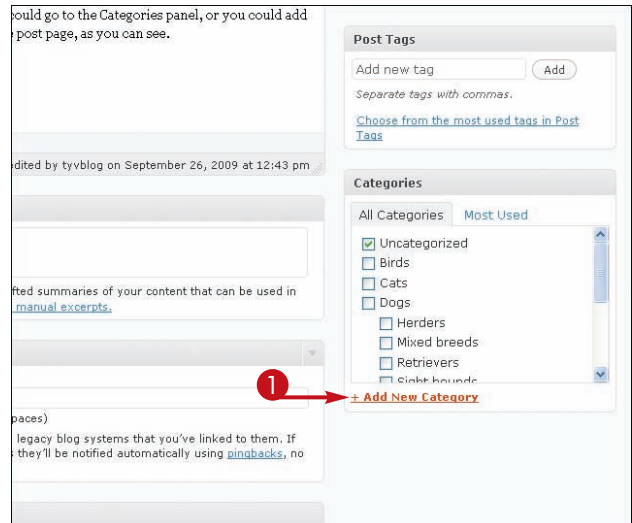 ould go to the Categories panel, or you could add
post page, as you can see.
edited by tyvblog on September 26, 2009 at 12:43 pm
fted summaries of your content that can be used in
manual excerpts.
paces)
legacy blog systems that you've linked to them. If
they'll be notified automatically using pingbacks, no
Post Tags
Add new tag
Add
Separate tags with commas.
Choose from the most used tags in Post
Tags
Categories
All Categories Most Used
Uncategorized
Birds
Cats
Dogs
Herders
Mixed breeds
Retrievers
Sight hounds
1
+ Add New Category